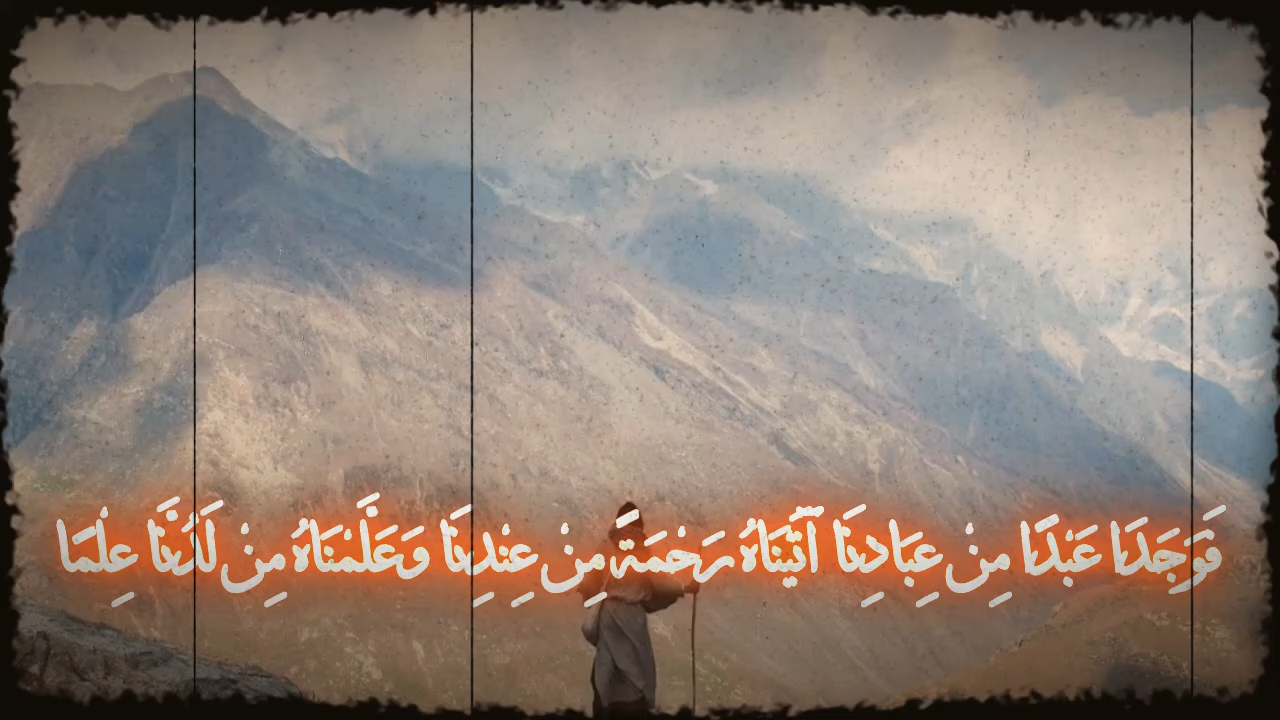 فَوَجَدَا عَبْدًا مِنْ عِبَادِنَا آتَيْنَاهُ رَحْمَةً مِنْ عِنْدِنَا وَعَلَّمْنَاهُ مِنْ لَدُنَّا عِلْمًا